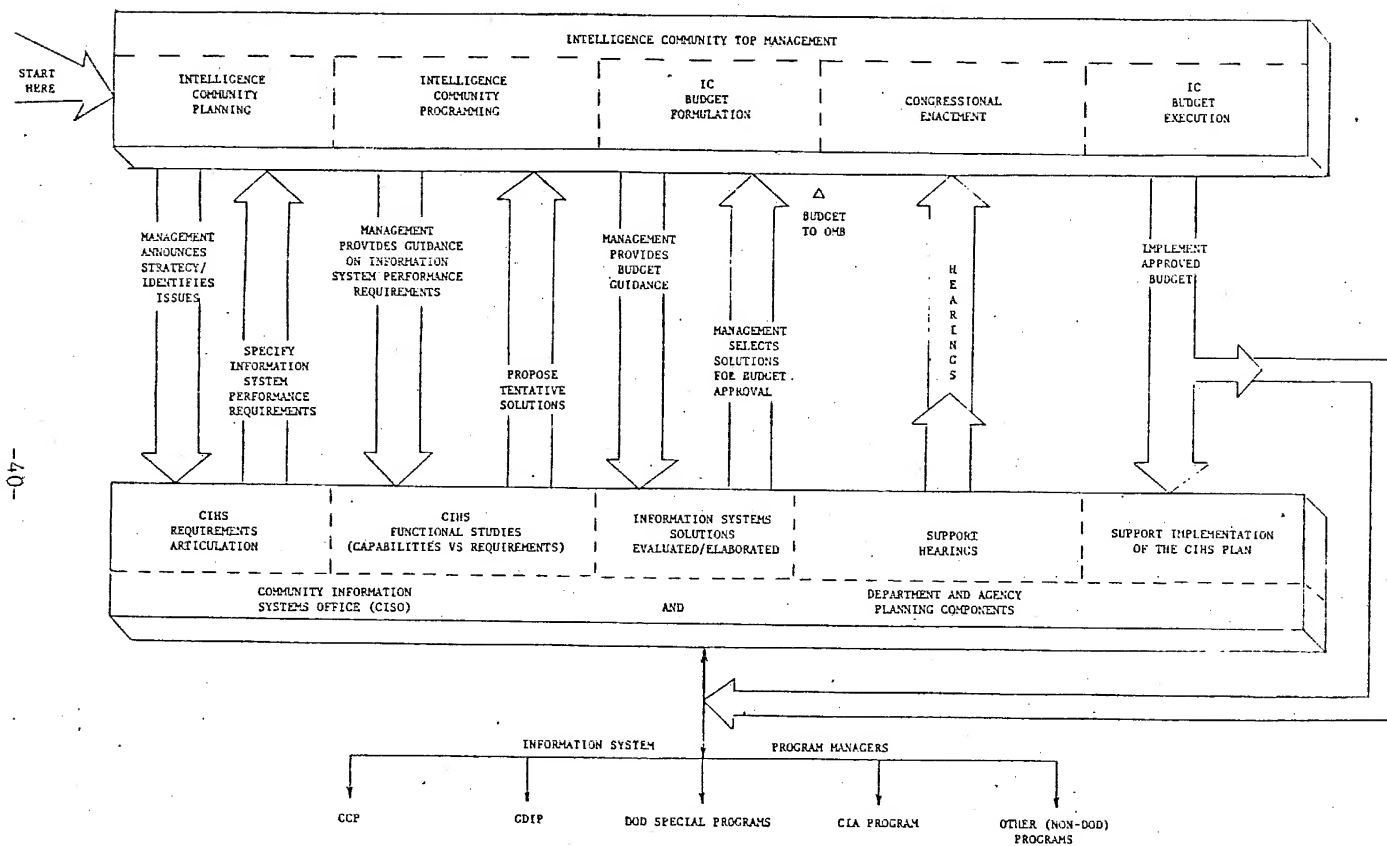 INTELLIGENCE COMMUNITY TOP MANAGEMENT
START
HERE
INTELLIGENCE
COMMUNITY
PLANNING
INTELLIGENCE
COMMUNITY
PROGRAMMING
IC
BUDGET
FORMULATION
CONGRESSIONAL
ENACTMENT
IC
BUDGET
EXECUTION
MANAGEMENT
ANNOUNCES
STRATEGY/
IDENTIFIES
ISSUES
SPECIFY
INFORMATION
SYSTEM
PERFORMANCE
REQUIREMENTS
MANAGEMENT
PROVIDES GUIDANCE
ON INFORMATION
SYSTEM PERFORMANCE
REQUIREMENTS
PROPOSE
TENTATIVE
SOLUTIONS
MANAGEMENT
PROVIDES
BUDGET
GUIDANCE
MANAGEMENT
SELECTS
SOLUTIONS
FOR BUDGET
APPROVAL
BUDGET
TO OMB
HEARINGS
IMPLEMENT
APPROVED
BUDGET
-40-
CIHS
REQUIREMENTS
ARTICULATION
CIHS
FUNCTIONAL STUDIES
(CAPABILITIES VS REQUIREMENTS)
INFORMATION SYSTEMS
SOLUTIONS
EVALUATED/ELABORATED
SUPPORT
HEARINGS
SUPPORT IMPLEMENTATION
OF THE CIHS PLAN
COMMUNITY INFORMATION
SYSTEMS OFFICE (CISO)
AND
DEPARTMENT AND AGENCY
PLANNING COMPONENTS
INFORMATION SYSTEM PROGRAM MANAGERS
CCP
GDIP
DOD SPECIAL PROGRAMS
CIA PROGRAM
OTHER (NON-DOD)
PROGRAMS